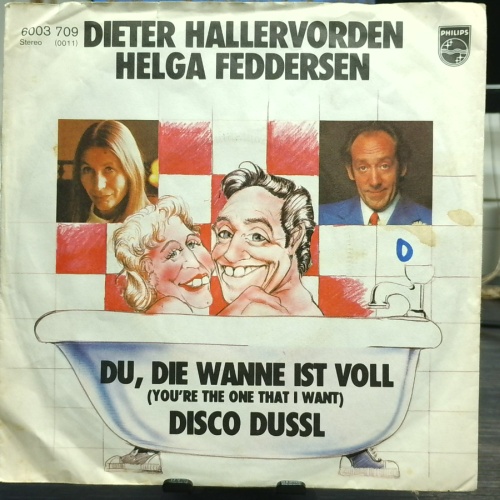 6003 709
Stereo (0011)
DIETER HALLERVORDEN
HELGA FEDDERSEN
PHILIPS
D
DU, DIE WANNE IST VOLL
(YOU'RE THE ONE THAT I WANT)
DISCO DUSSL